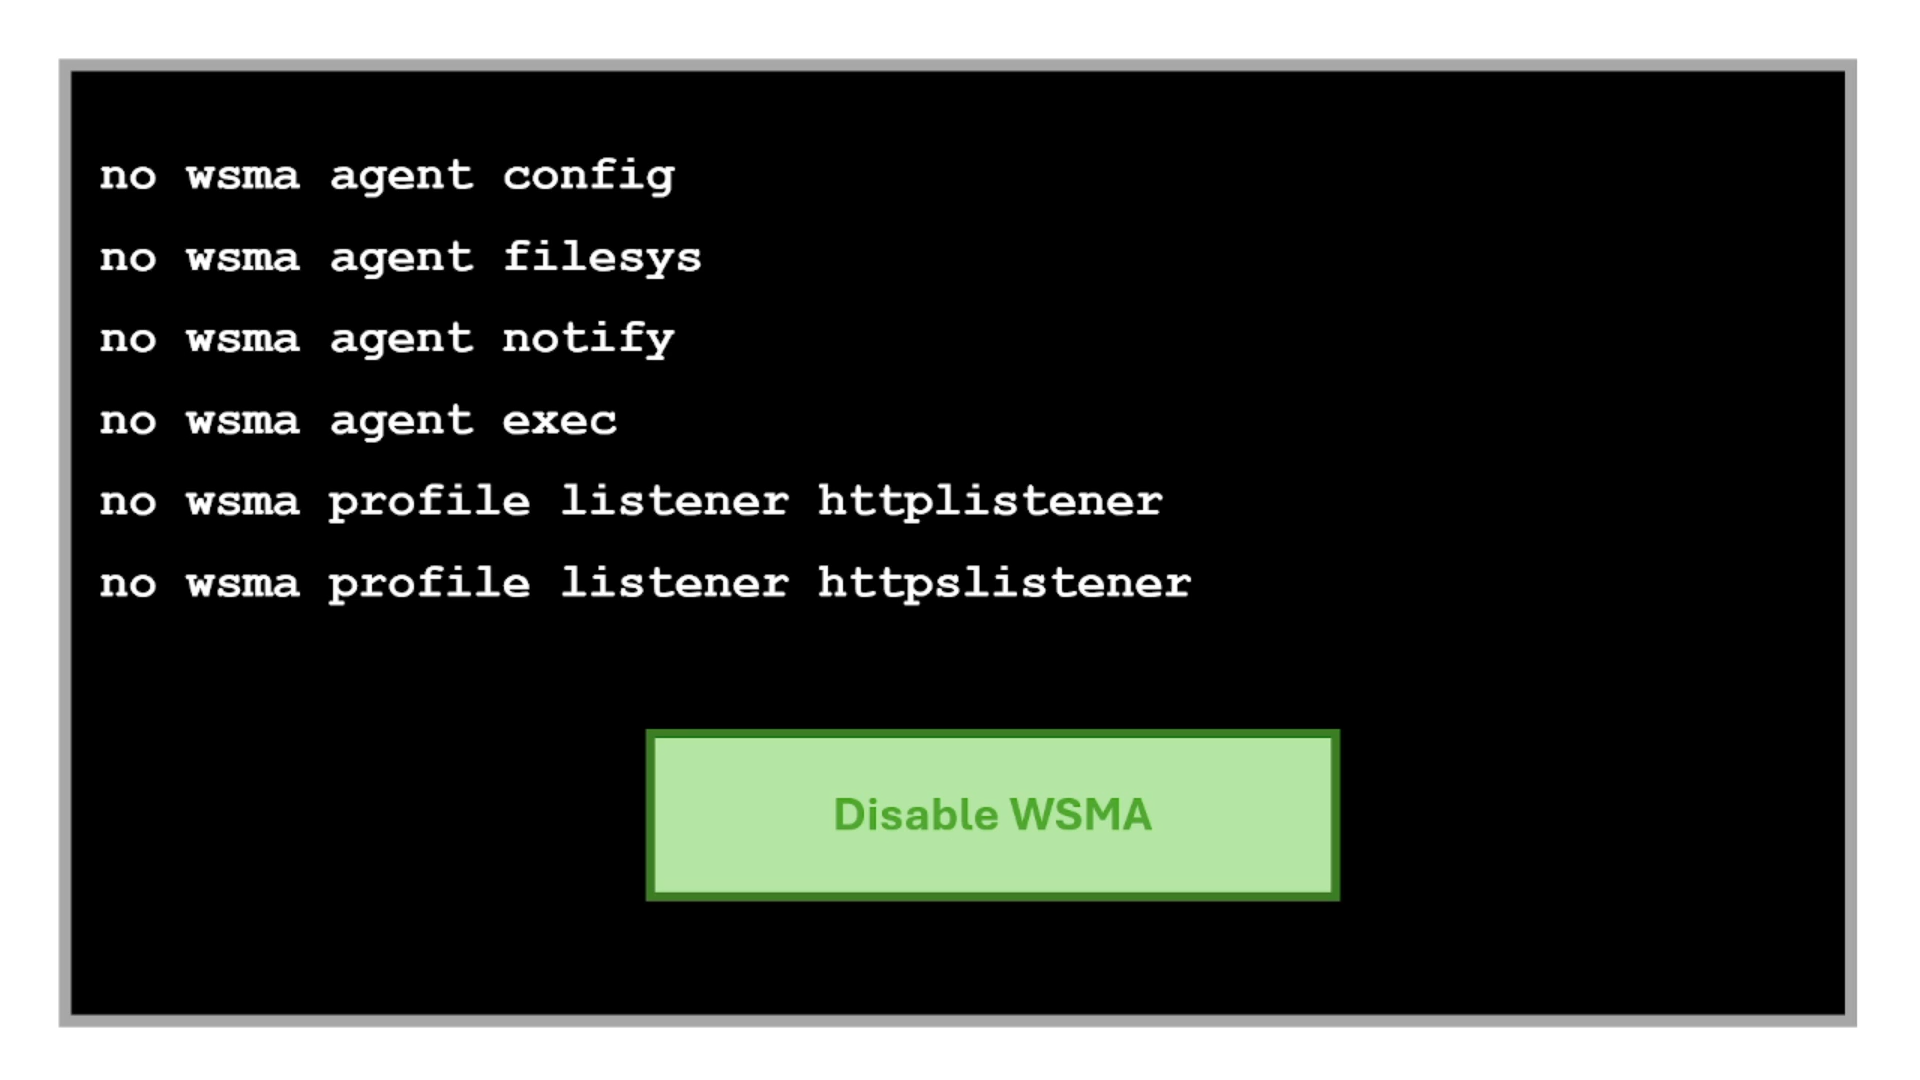 no wsma agent config
no wsma agent filesys
no wsma agent notify
no wsma agent exec
no wsma profile listener httplistener
no wsma profile listener httpslistener
Disable WSMA